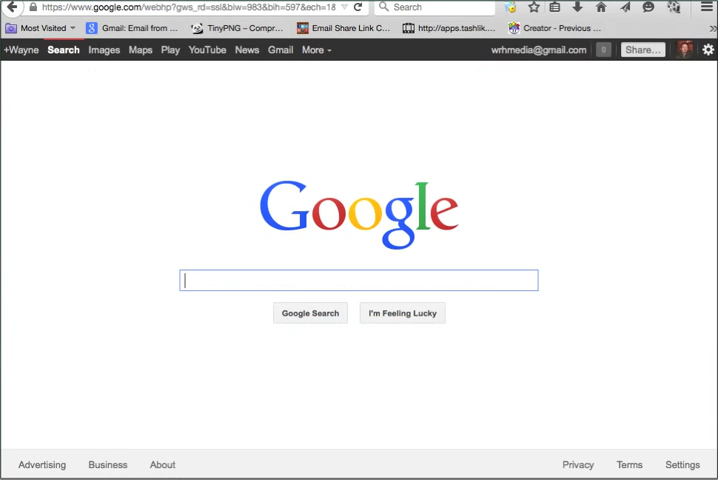 https://www.google.com/webhp?gws_rd=ssl&biw=983&bih=597&ech=18
Search
Most Visited
Gmail: Email from ...
TinyPNG – Compr...
Email Share Link C...
http://apps.tashlik...
Creator - Previous ...
+Wayne Search Images Maps Play YouTube News Gmail More
wrhmedia@gmail.com 0 Share...
Google
Google Search
I'm Feeling Lucky
Advertising Business About
Privacy Terms Settings